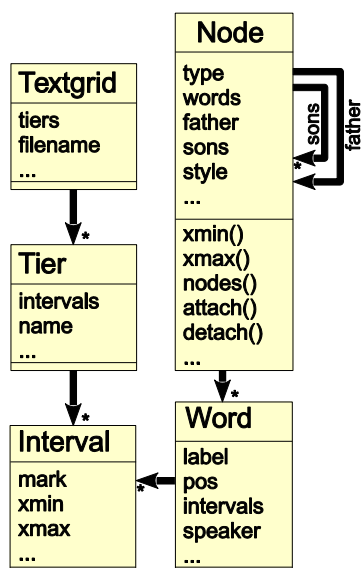 Textgrid
tiers
filename
...
*
Tier
intervals
name
...
*
Interval
mark
xmin
xmax
...
Node
type
words
father
sons
style
...
xmin()
xmax()
nodes()
attach()
detach()
...
sons
*
father
*
Word
label
pos
intervals
speaker
...
*